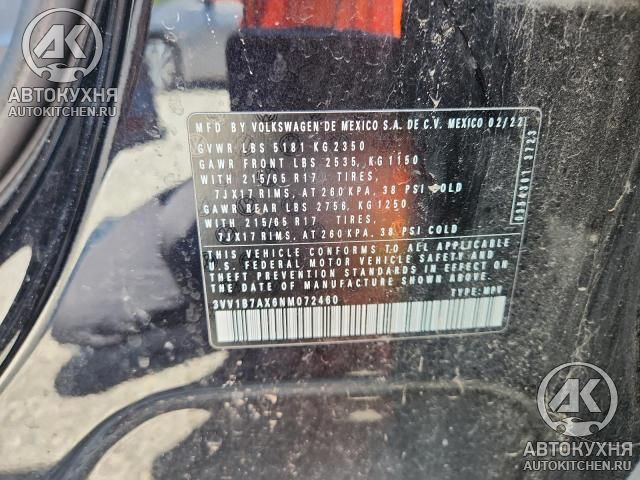 АК
АВТОКУХНЯ
AUTOKITCHEN.RU
MFD BY VOLKSWAGEN DE MEXICO S.A. DE C.V. MEXICO 02/22
GVWR LBS 5181 KG 2350
GAWR FRONT LBS 2535, KG 1150
WITH 215/65 R17 TIRES,
7JX17 RIMS, AT 260 KPA, 38 PSI COLD
GAWR REAR LBS 2756, KG 1250
WITH 215/65 R17 TIRES,
7JX17 RIMS, AT 260 KPA, 38 PSI COLD
THIS VEHICLE CONFORMS TO ALL APPLICABLE
U.S. FEDERAL MOTOR VEHICLE SAFETY AND
THEFT PREVENTION STANDARDS IN EFFECT ON
THE DATE OF MANUFACTURE SHOWN ABOVE.
3VV1B7AX6NM072460 TYPE: MPV
3723
АК
АВТОКУХНЯ
AUTOKITCHEN.RU